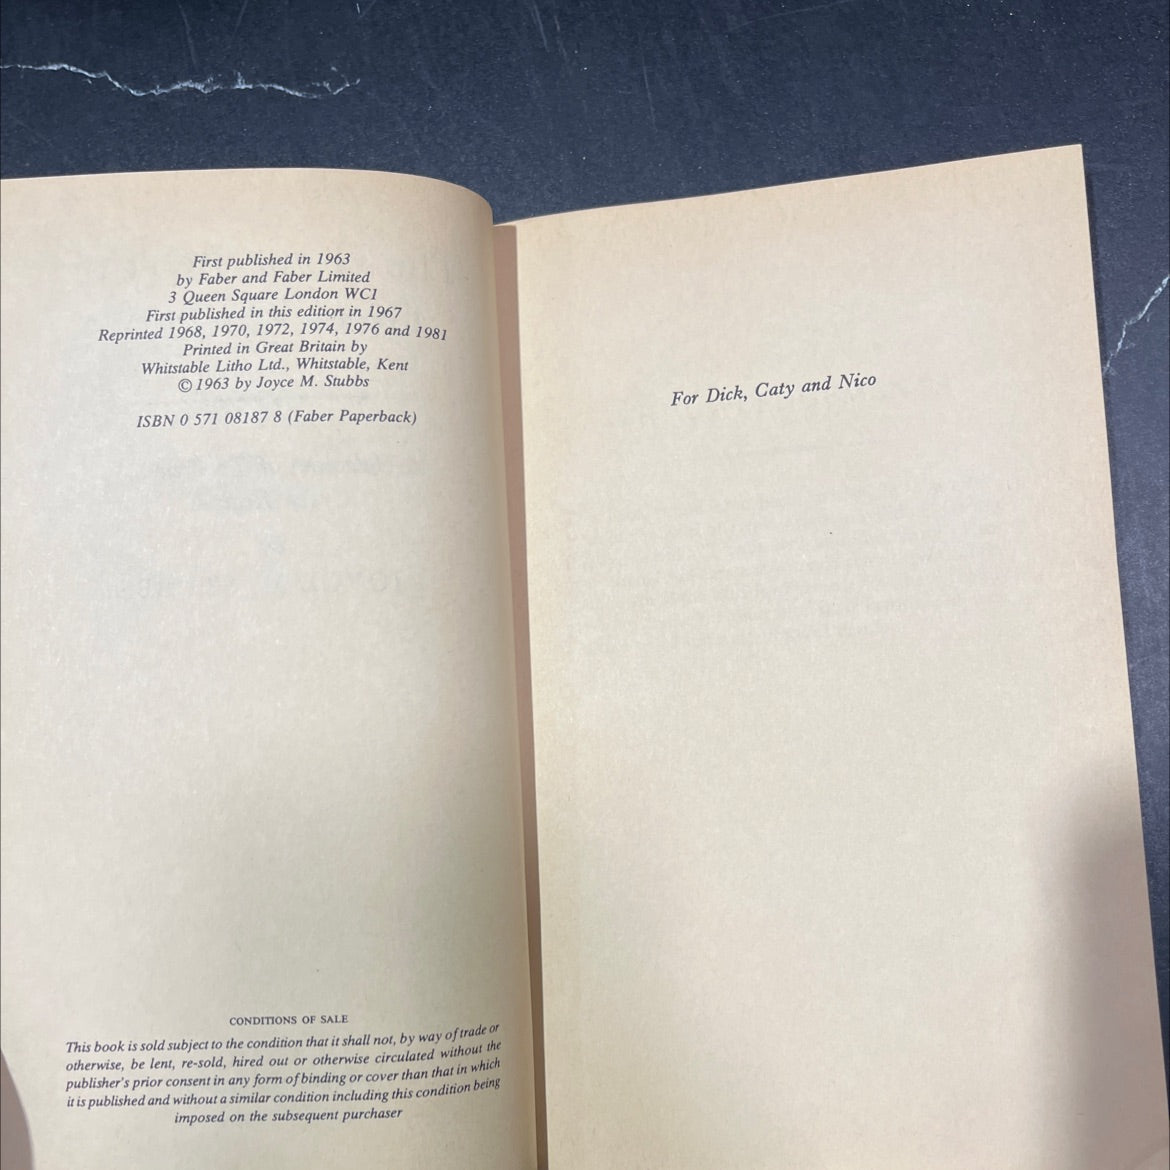 First published in 1963
by Faber and Faber Limited
3 Queen Square London WC1
First published in this edition in 1967
Reprinted 1968, 1970, 1972, 1974, 1976 and 1981
Printed in Great Britain by
Whitstable Litho Ltd., Whitstable, Kent
© 1963 by Joyce M. Stubbs
ISBN 0 571 08187 8 (Faber Paperback)
CONDITIONS OF SALE
This book is sold subject to the condition that it shall not, by way of trade or
otherwise, be lent, re-sold, hired out or otherwise circulated without the
publisher's prior consent in any form of binding or cover than that in which
it is published and without a similar condition including this condition being
imposed on the subsequent purchaser
For Dick, Caty and Nico